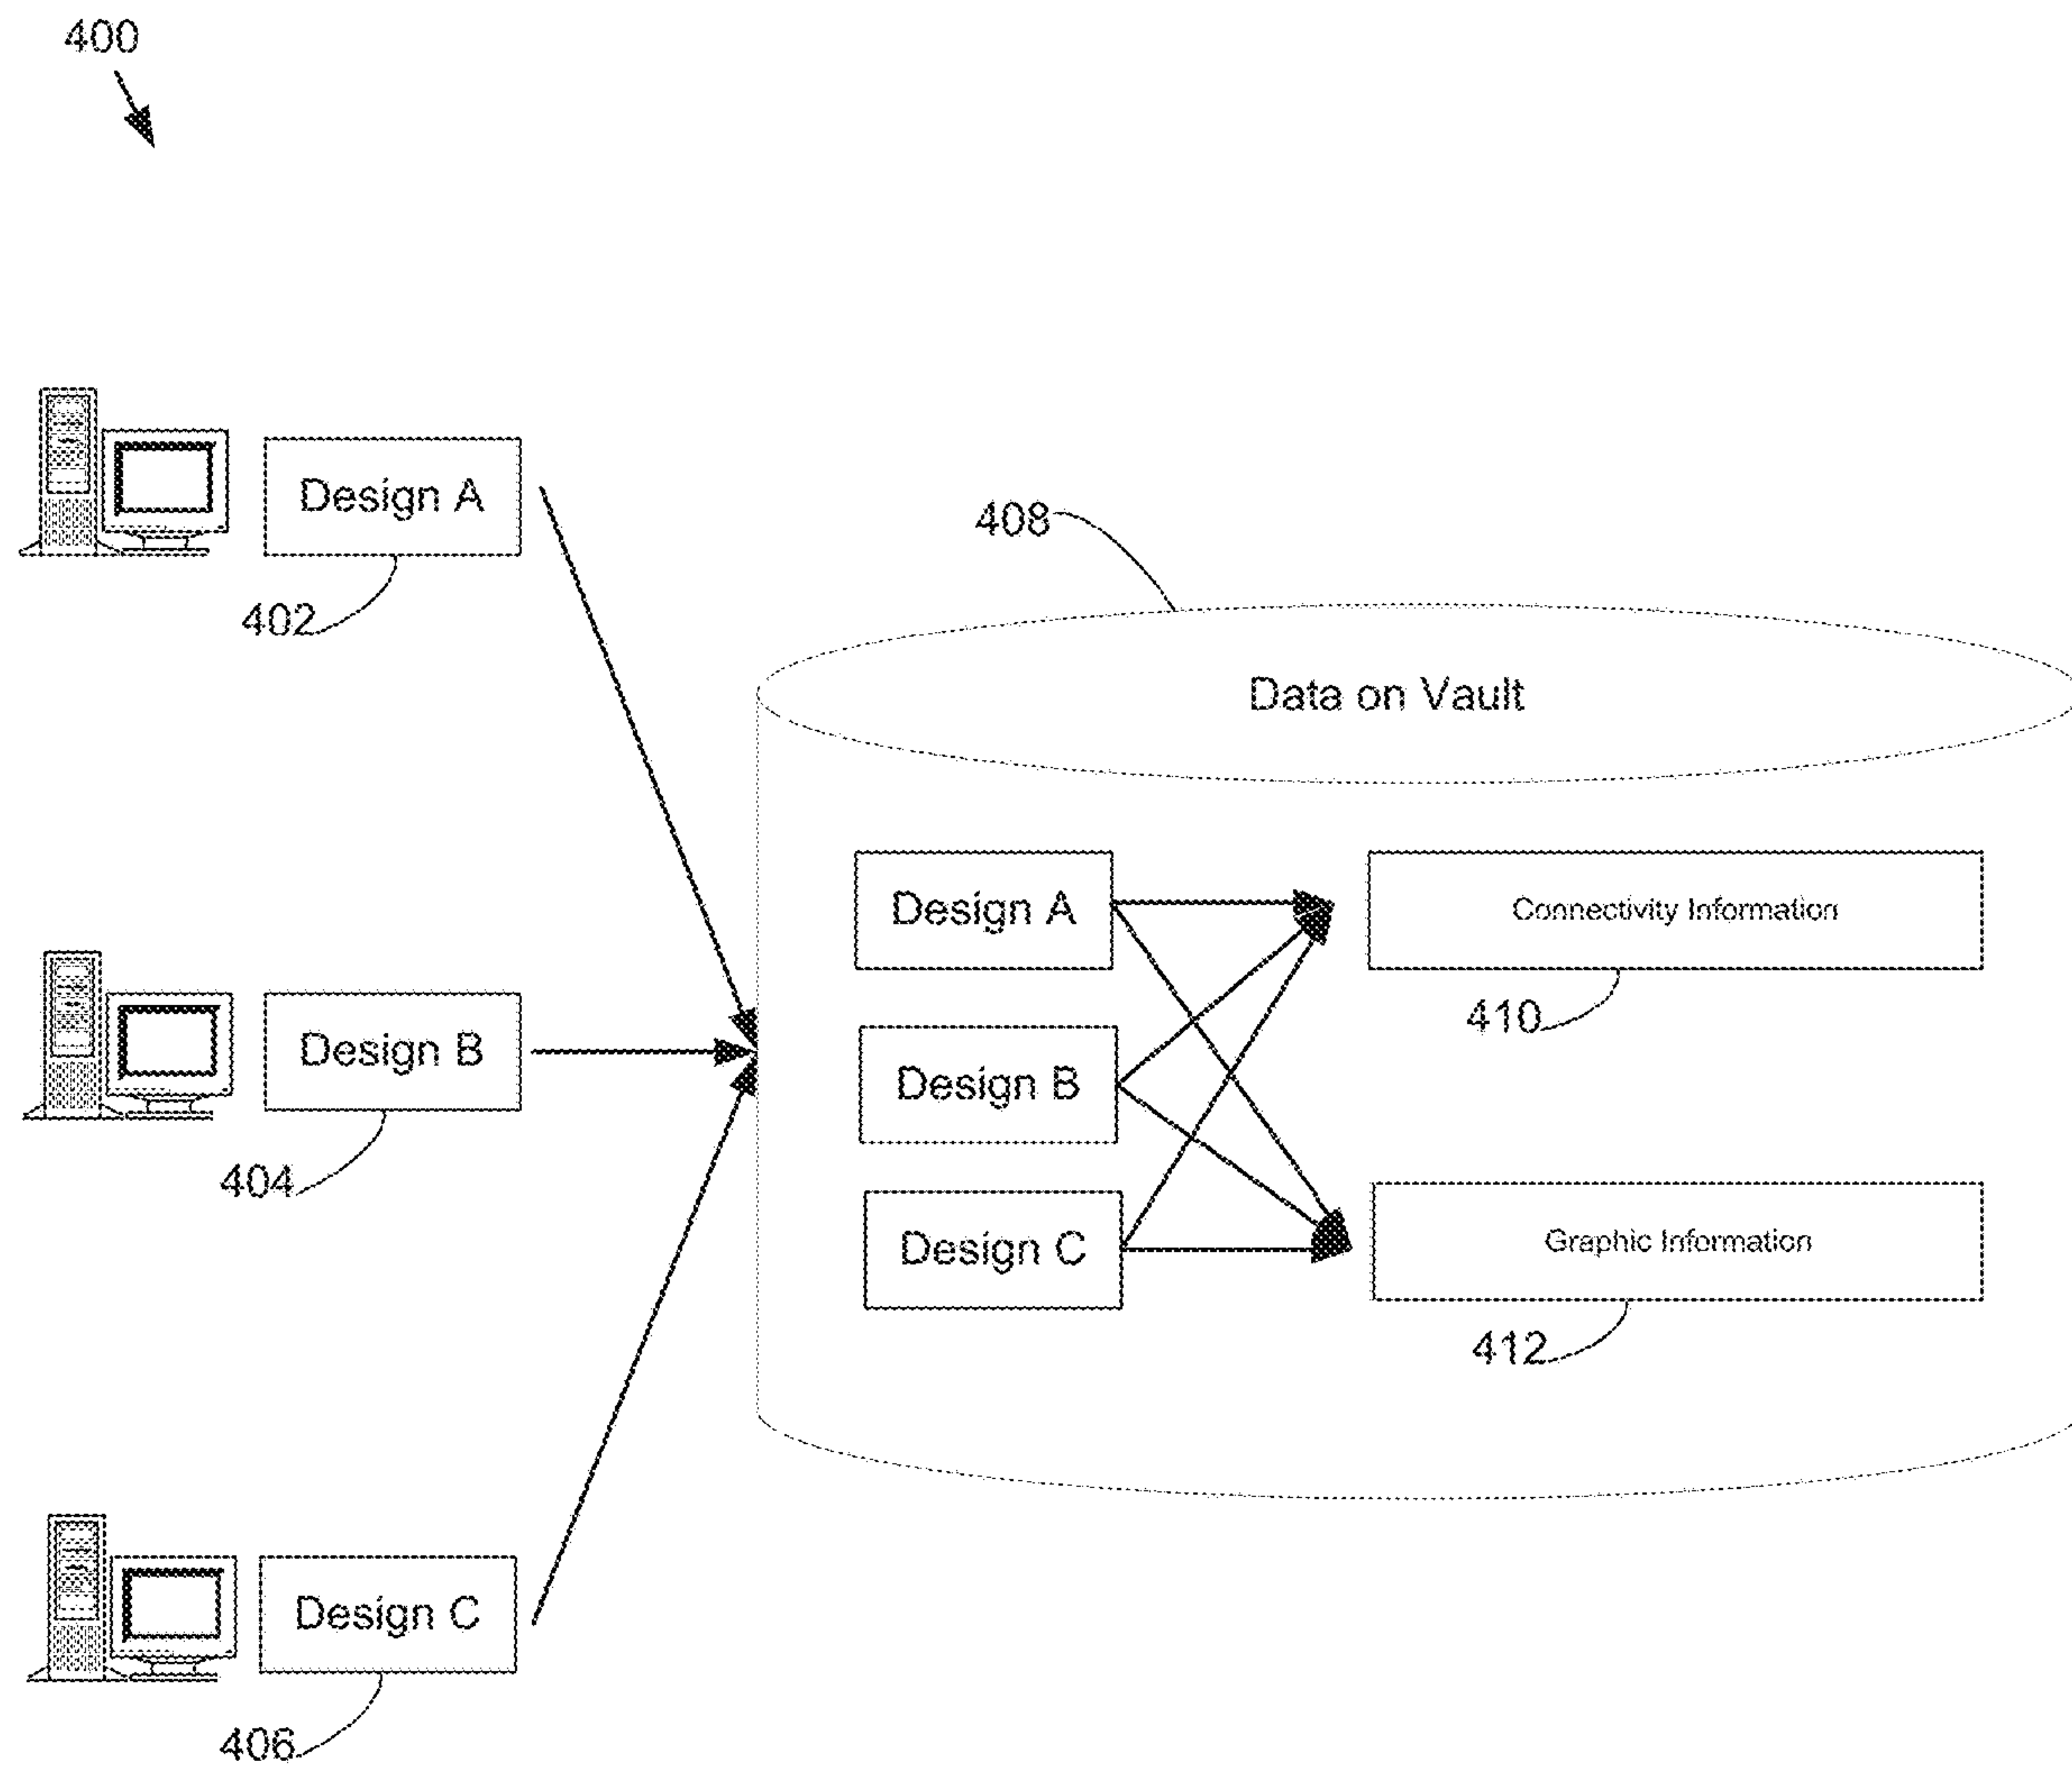 400
Design A
402
408
Data on Vault
Design A
Connectivity Information
410
Design B
Design B
404
Design C
Graphic Information
412
Design C
406